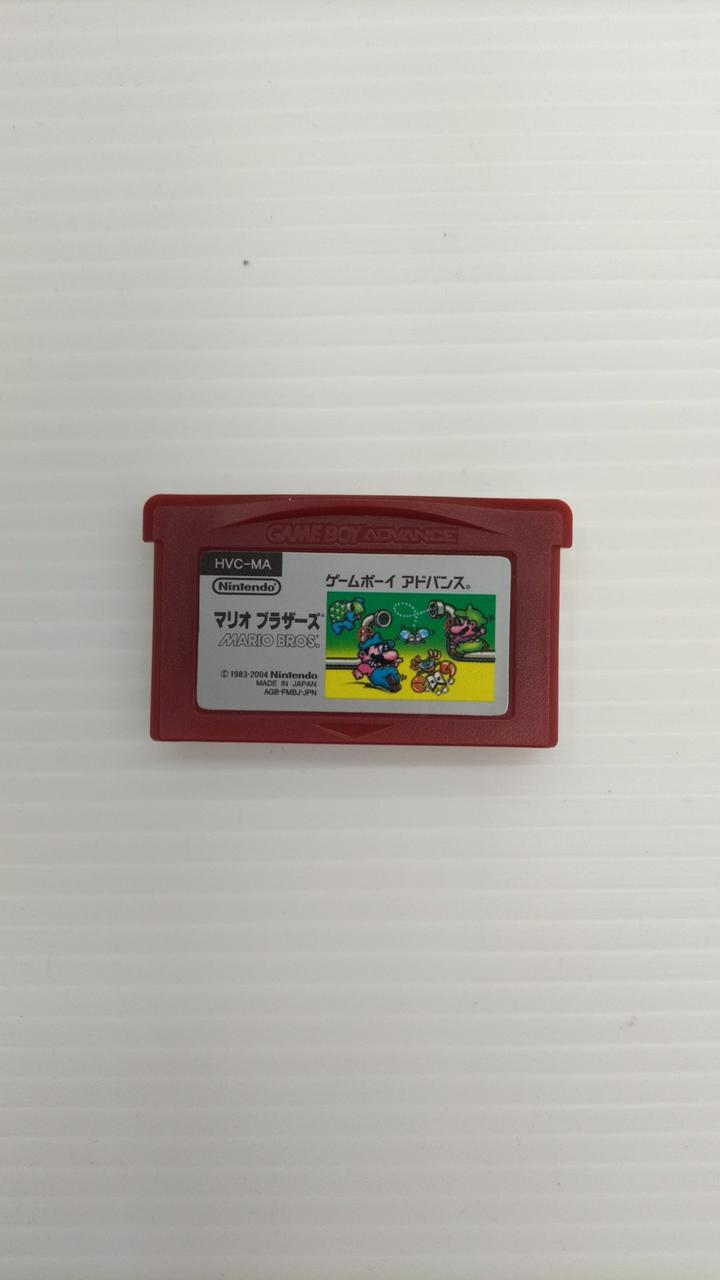 GAME BOY ADVANCE
HVC-MA
Nintendo
ゲームボーイ アドバンス®
マリオ ブラザーズ®
MARIO BROS.®
© 1983-2004 Nintendo
MADE IN JAPAN
AGB-FMBJ-JPN